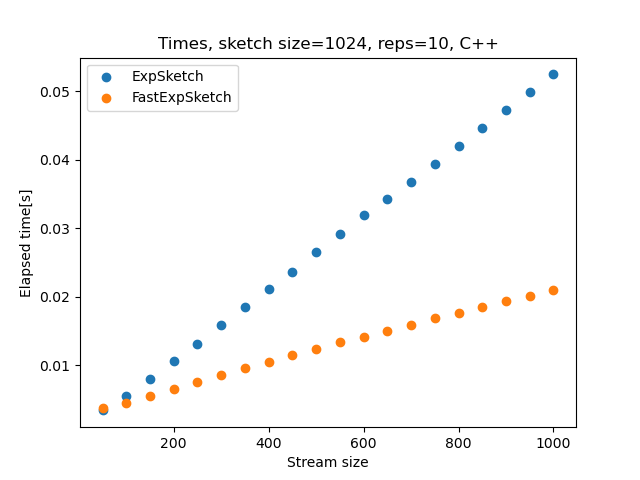 Times, sketch size=1024, reps=10, C++
ExpSketch
FastExpSketch
0.05
0.04
0.03
0.02
0.01
Elapsed time[s]
200 400 600 800 1000
Stream size